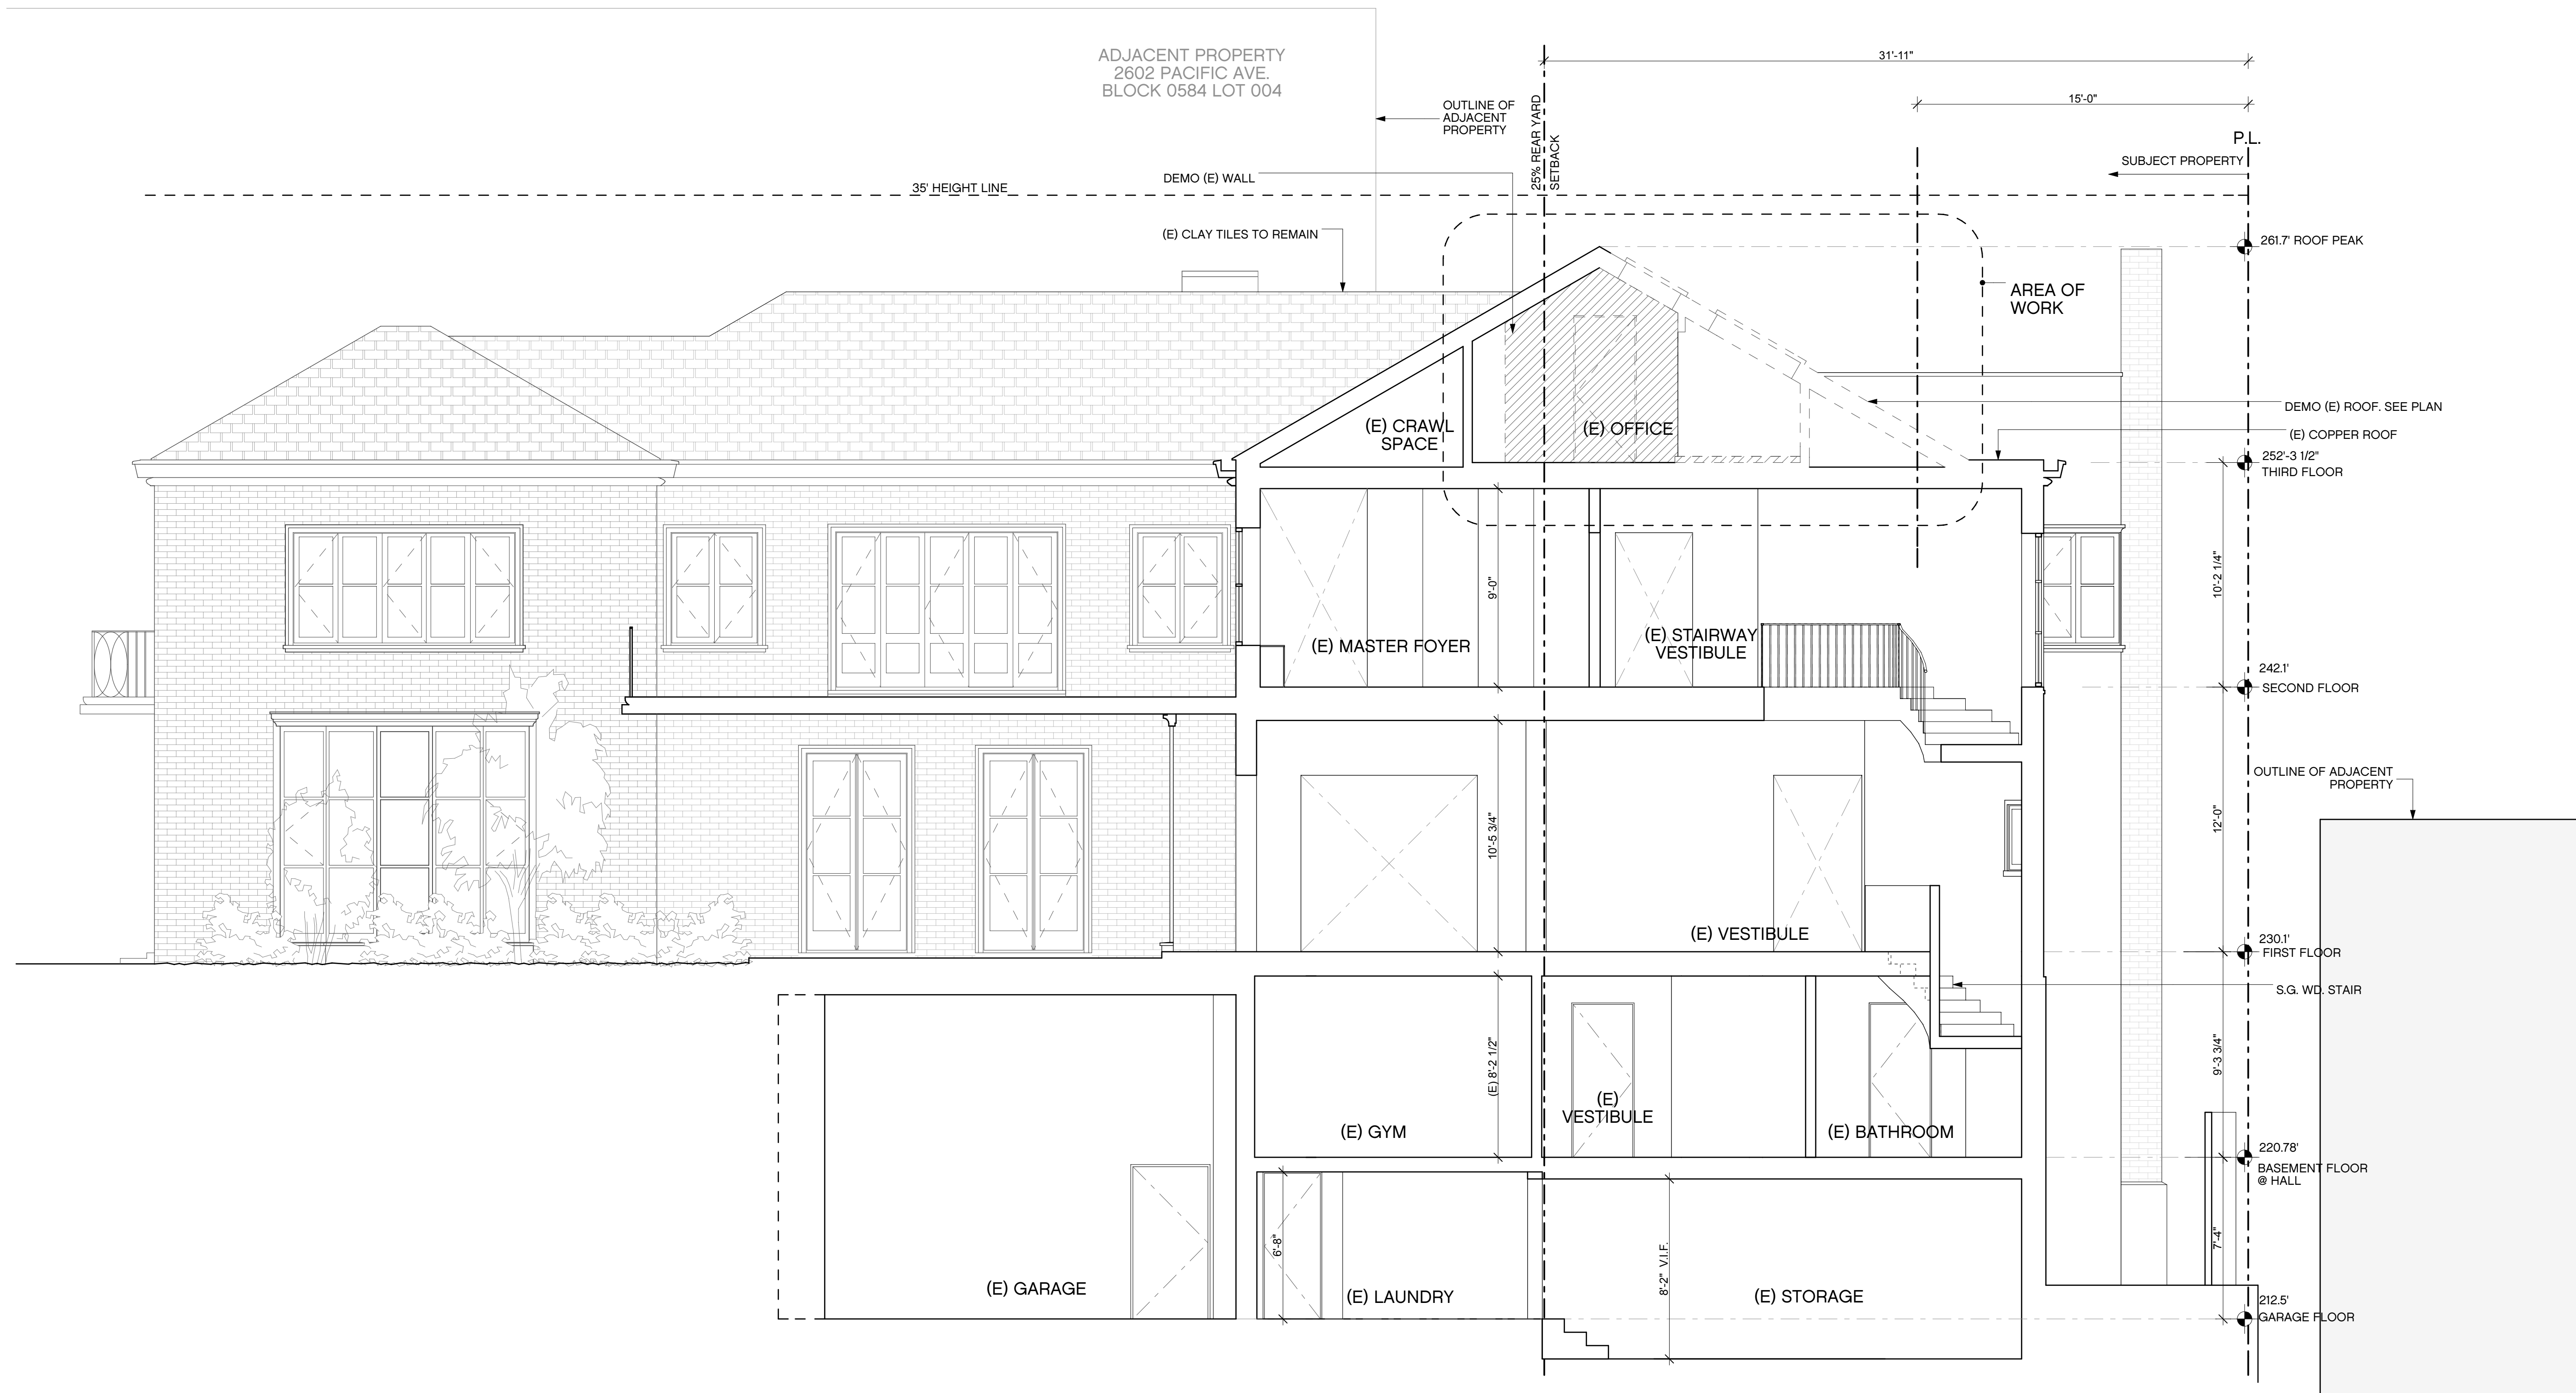 ADJACENT PROPERTY
2602 PACIFIC AVE.
BLOCK 0584 LOT 004
31'-11"
15'-0"
OUTLINE OF
ADJACENT
PROPERTY
25% REAR YARD
SETBACK
P.L.
SUBJECT PROPERTY
DEMO (E) WALL
35' HEIGHT LINE
(E) CLAY TILES TO REMAIN
261.7' ROOF PEAK
AREA OF
WORK
DEMO (E) ROOF. SEE PLAN
(E) CRAWL
SPACE
(E) OFFICE
(E) COPPER ROOF
252'-3 1/2"
THIRD FLOOR
9'-0"
10'-2 1/4"
(E) MASTER FOYER
(E) STAIRWAY
VESTIBULE
242.1'
SECOND FLOOR
OUTLINE OF ADJACENT
PROPERTY
10'-5 3/4"
12'-0"
(E) VESTIBULE
230.1'
FIRST FLOOR
S.G. WD. STAIR
(E) 8'-2 1/2"
9'-3 3/4"
(E) GYM
(E)
VESTIBULE
(E) BATHROOM
220.78'
BASEMENT FLOOR
@ HALL
6'-8"
8'-2" V.I.F.
7'-4"
(E) GARAGE
(E) LAUNDRY
(E) STORAGE
212.5'
GARAGE FLOOR